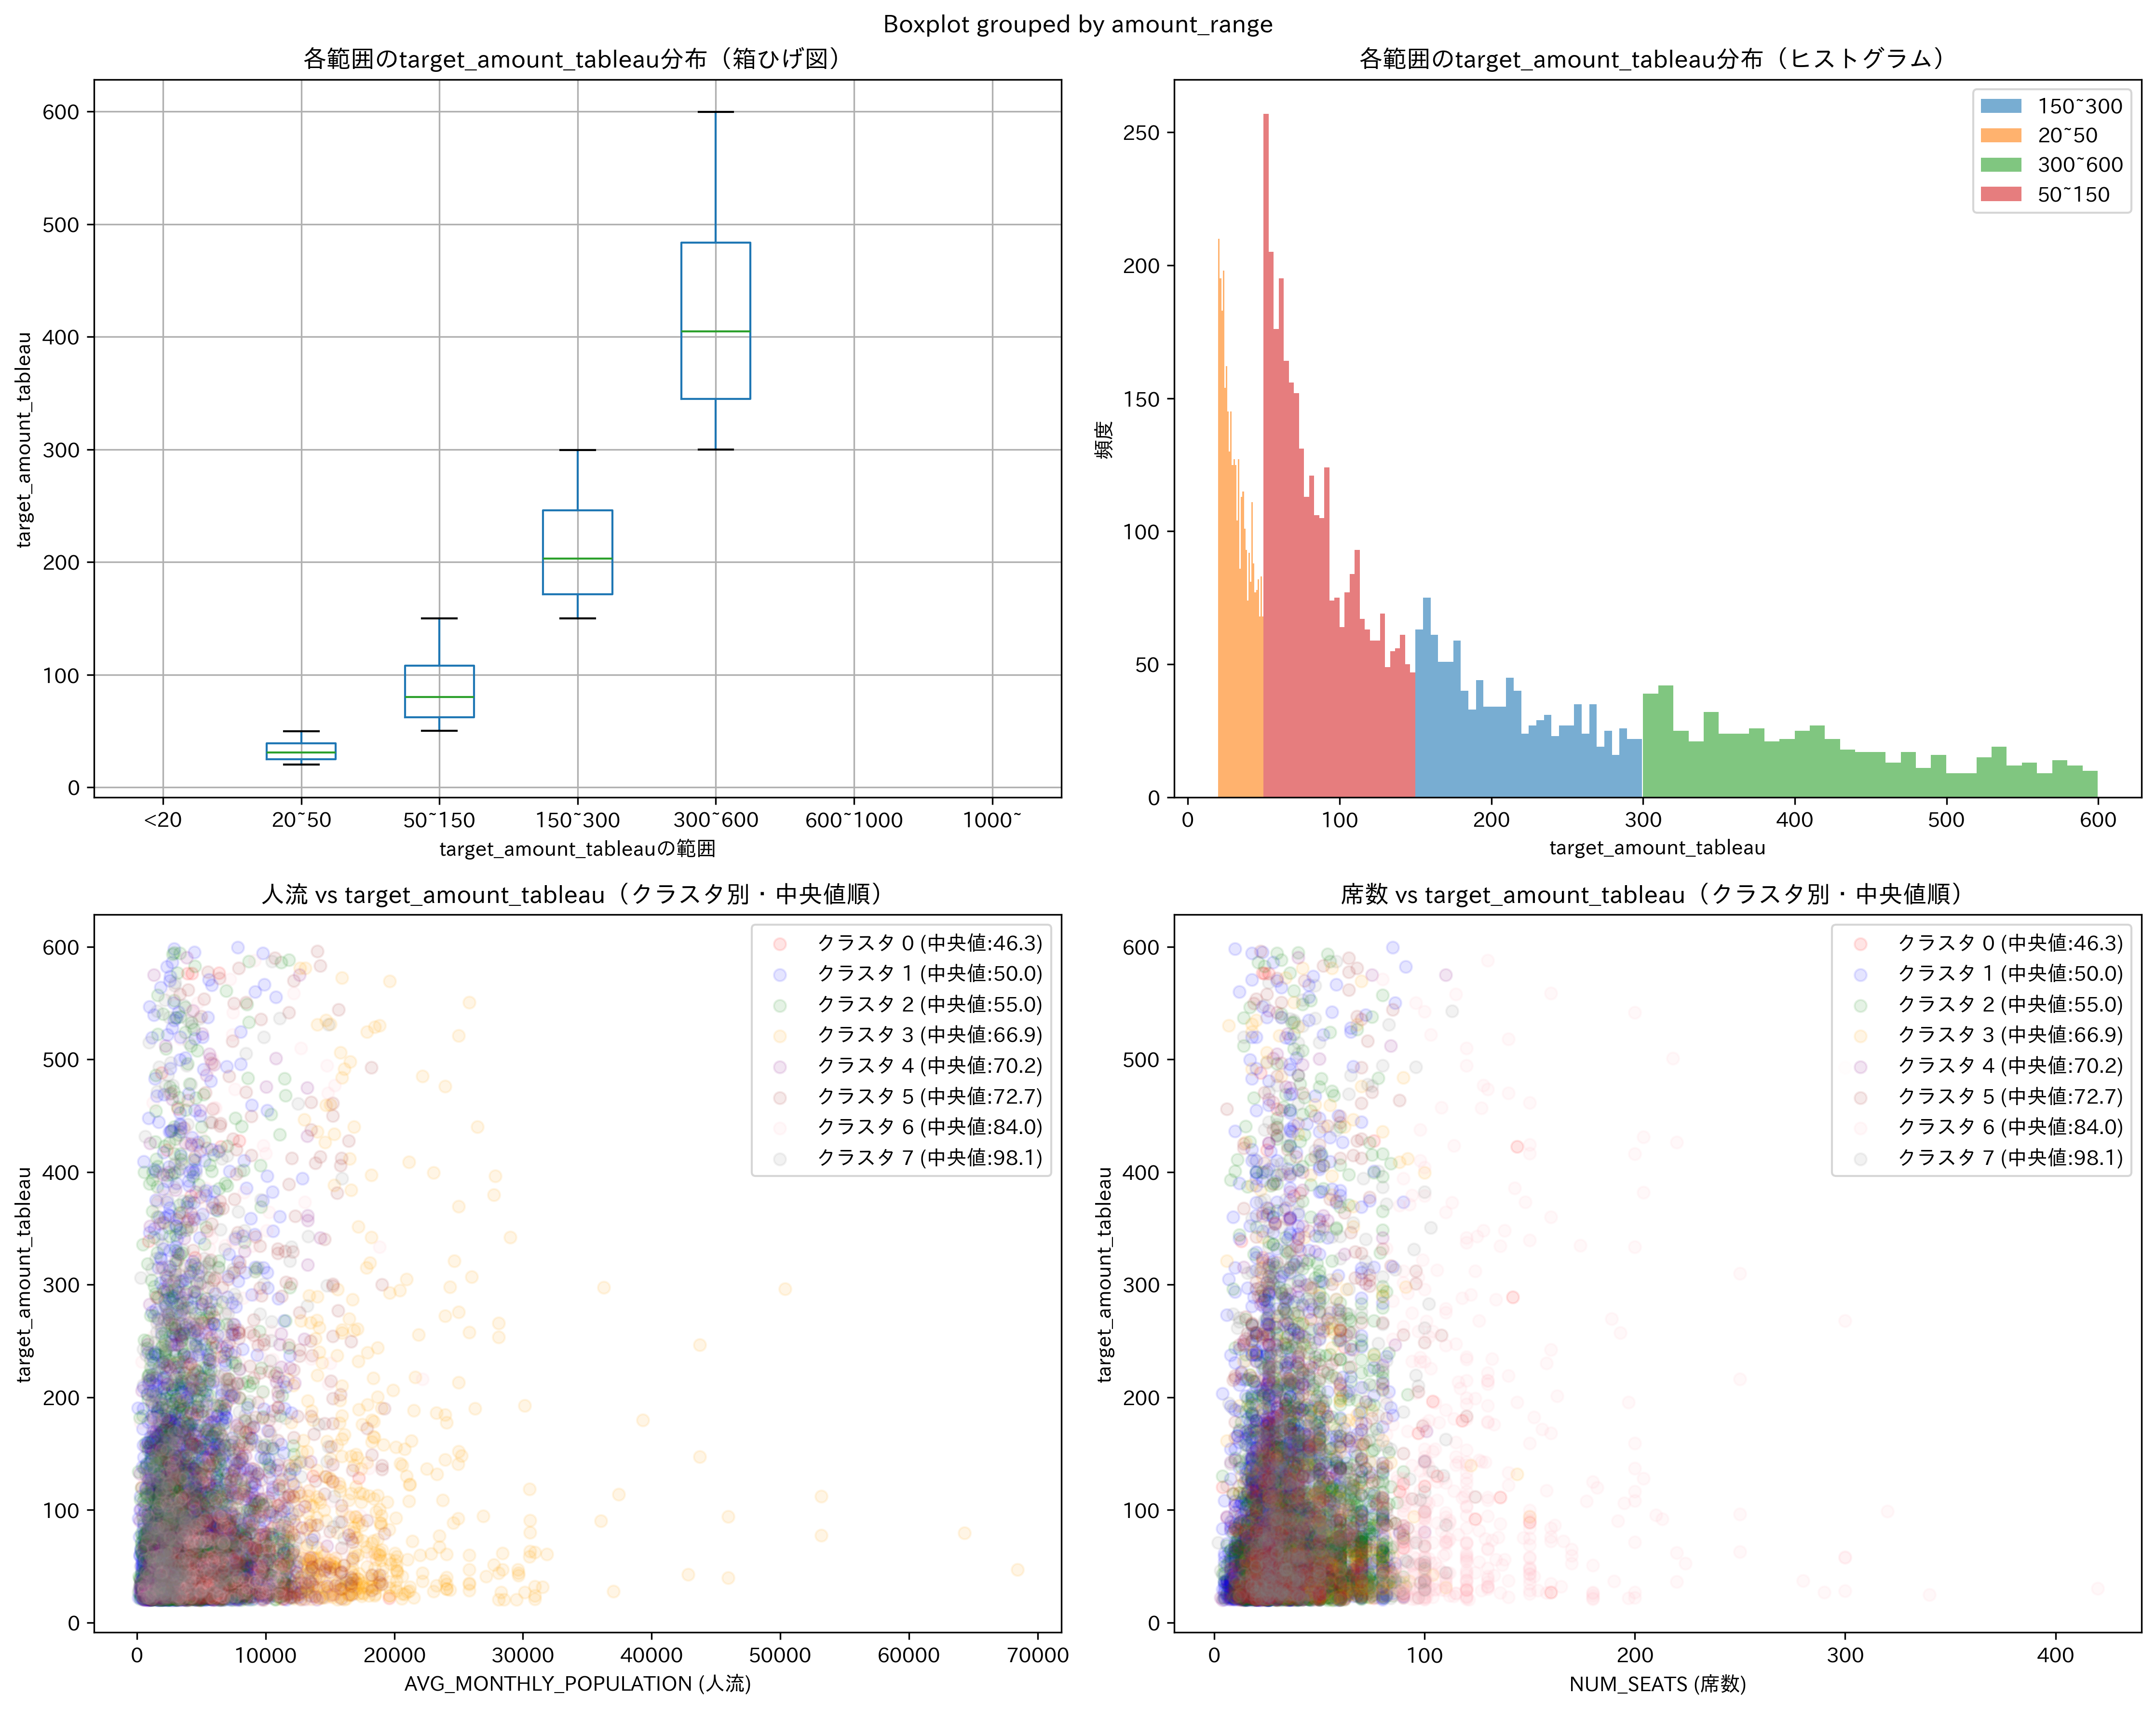 Boxplot grouped by amount_range
各範囲のtarget_amount_tableau分布（箱ひげ図）
target_amount_tableau
600
500
400
300
200
100
0
<20
20~50
50~150
150~300
300~600
600~1000
1000~
target_amount_tableauの範囲
各範囲のtarget_amount_tableau分布（ヒストグラム）
150~300
20~50
300~600
50~150
頻度
250
200
150
100
50
0
0
100
200
300
400
500
600
target_amount_tableau
人流 vs target_amount_tableau（クラスタ別・中央値順）
クラスタ 0 (中央値:46.3)
クラスタ 1 (中央値:50.0)
クラスタ 2 (中央値:55.0)
クラスタ 3 (中央値:66.9)
クラスタ 4 (中央値:70.2)
クラスタ 5 (中央値:72.7)
クラスタ 6 (中央値:84.0)
クラスタ 7 (中央値:98.1)
target_amount_tableau
600
500
400
300
200
100
0
0
10000
20000
30000
40000
50000
60000
70000
AVG_MONTHLY_POPULATION (人流)
席数 vs target_amount_tableau（クラスタ別・中央値順）
クラスタ 0 (中央値:46.3)
クラスタ 1 (中央値:50.0)
クラスタ 2 (中央値:55.0)
クラスタ 3 (中央値:66.9)
クラスタ 4 (中央値:70.2)
クラスタ 5 (中央値:72.7)
クラスタ 6 (中央値:84.0)
クラスタ 7 (中央値:98.1)
target_amount_tableau
600
500
400
300
200
100
0
0
100
200
300
400
NUM_SEATS (席数)